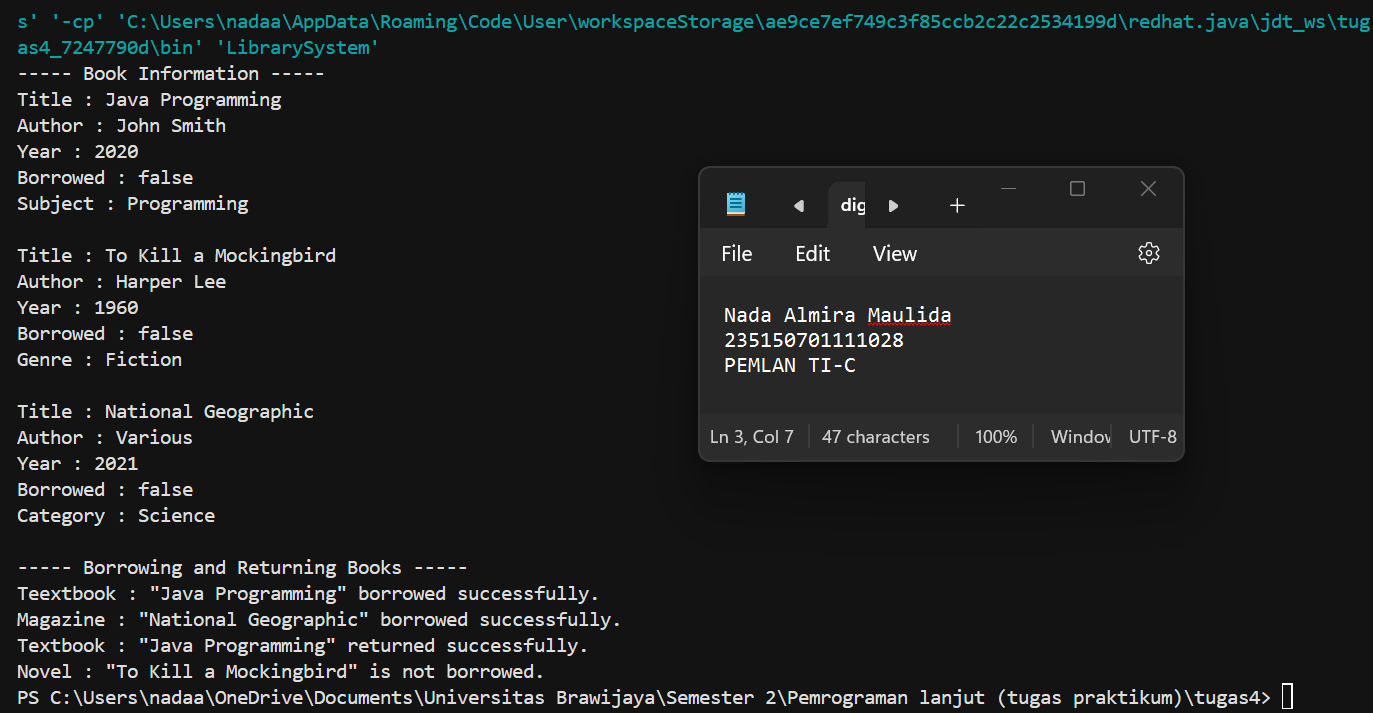 s' '-cp' 'C:\Users\nadaa\AppData\Roaming\Code\User\workspaceStorage\ae9ce7ef749c3f85ccb2c22c2534199d\redhat.java\jdt_ws\tug
as4_7247790d\bin' 'LibrarySystem'
----- Book Information -----
Title : Java Programming
Author : John Smith
Year : 2020
Borrowed : false
Subject : Programming

Title : To Kill a Mockingbird
Author : Harper Lee
Year : 1960
Borrowed : false
Genre : Fiction

Title : National Geographic
Author : Various
Year : 2021
Borrowed : false
Category : Science

----- Borrowing and Returning Books -----
Teextbook : "Java Programming" borrowed successfully.
Magazine : "National Geographic" borrowed successfully.
Textbook : "Java Programming" returned successfully.
Novel : "To Kill a Mockingbird" is not borrowed.
PS C:\Users\nadaa\OneDrive\Documents\Universitas Brawijaya\Semester 2\Pemrograman lanjut (tugas praktikum)\tugas4>
dig
File Edit View
Nada Almira Maulida
235150701111028
PEMLAN TI-C
Ln 3, Col 7 47 characters 100% Window UTF-8